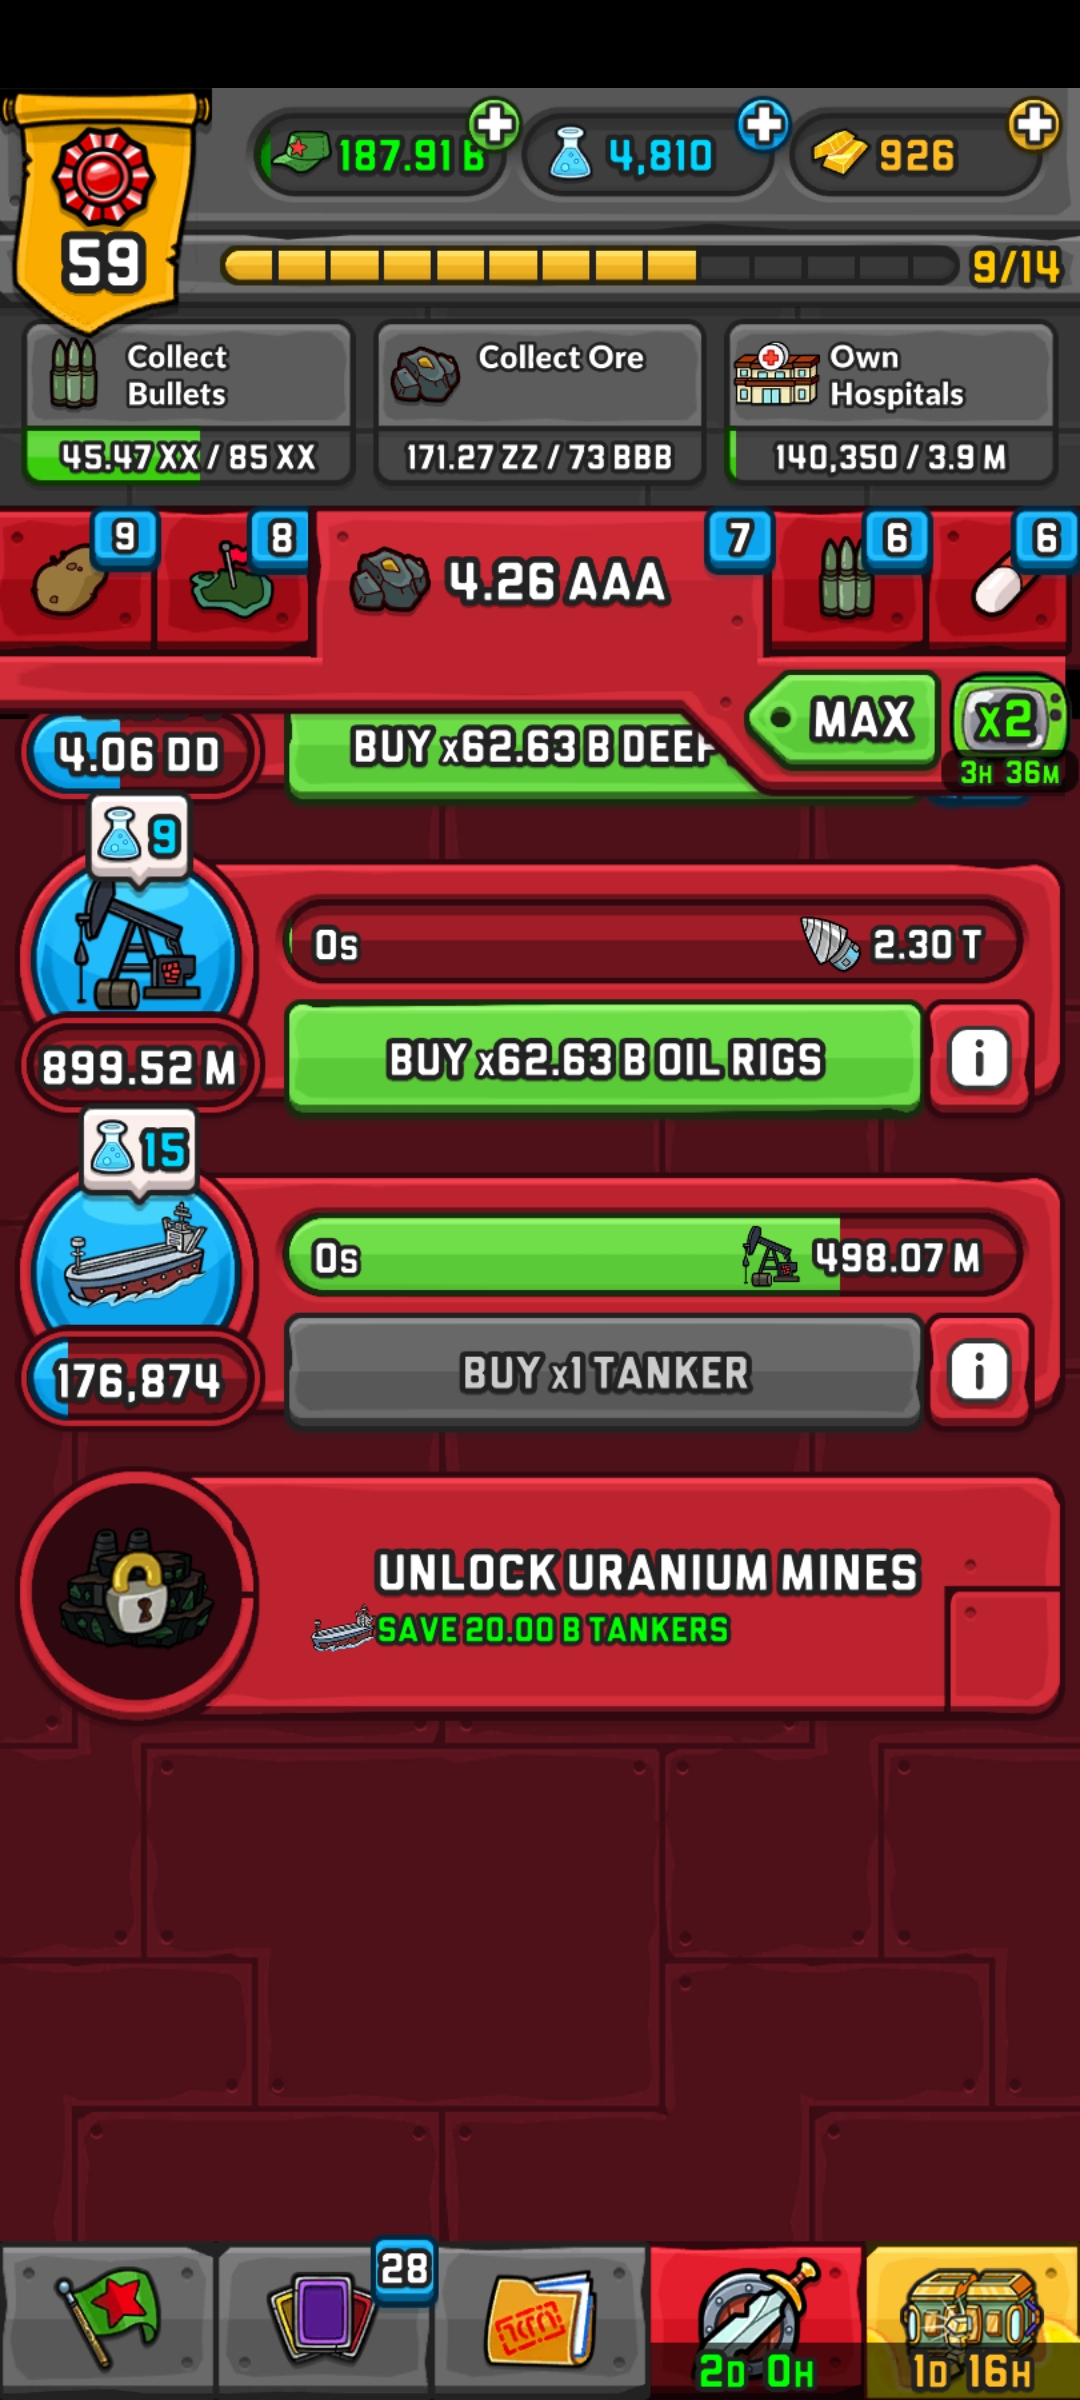 187.91 B
4,810
926
59
9/14
Collect
Bullets
45.47 XX / 85 XX
Collect Ore
171.27 ZZ / 73 BBB
Own
Hospitals
140,350 / 3.9 M
9
8
4.26 AAA
7
6
6
MAX
x2
3H 36M
4.06 DD
BUY x62.63 B DEEP
9
0s
2.30 T
899.52 M
BUY x62.63 B OIL RIGS
i
15
0s
498.07 M
176,874
BUY x1 TANKER
i
UNLOCK URANIUM MINES
SAVE 20.00 B TANKERS
28
2D 0H
1D 16H